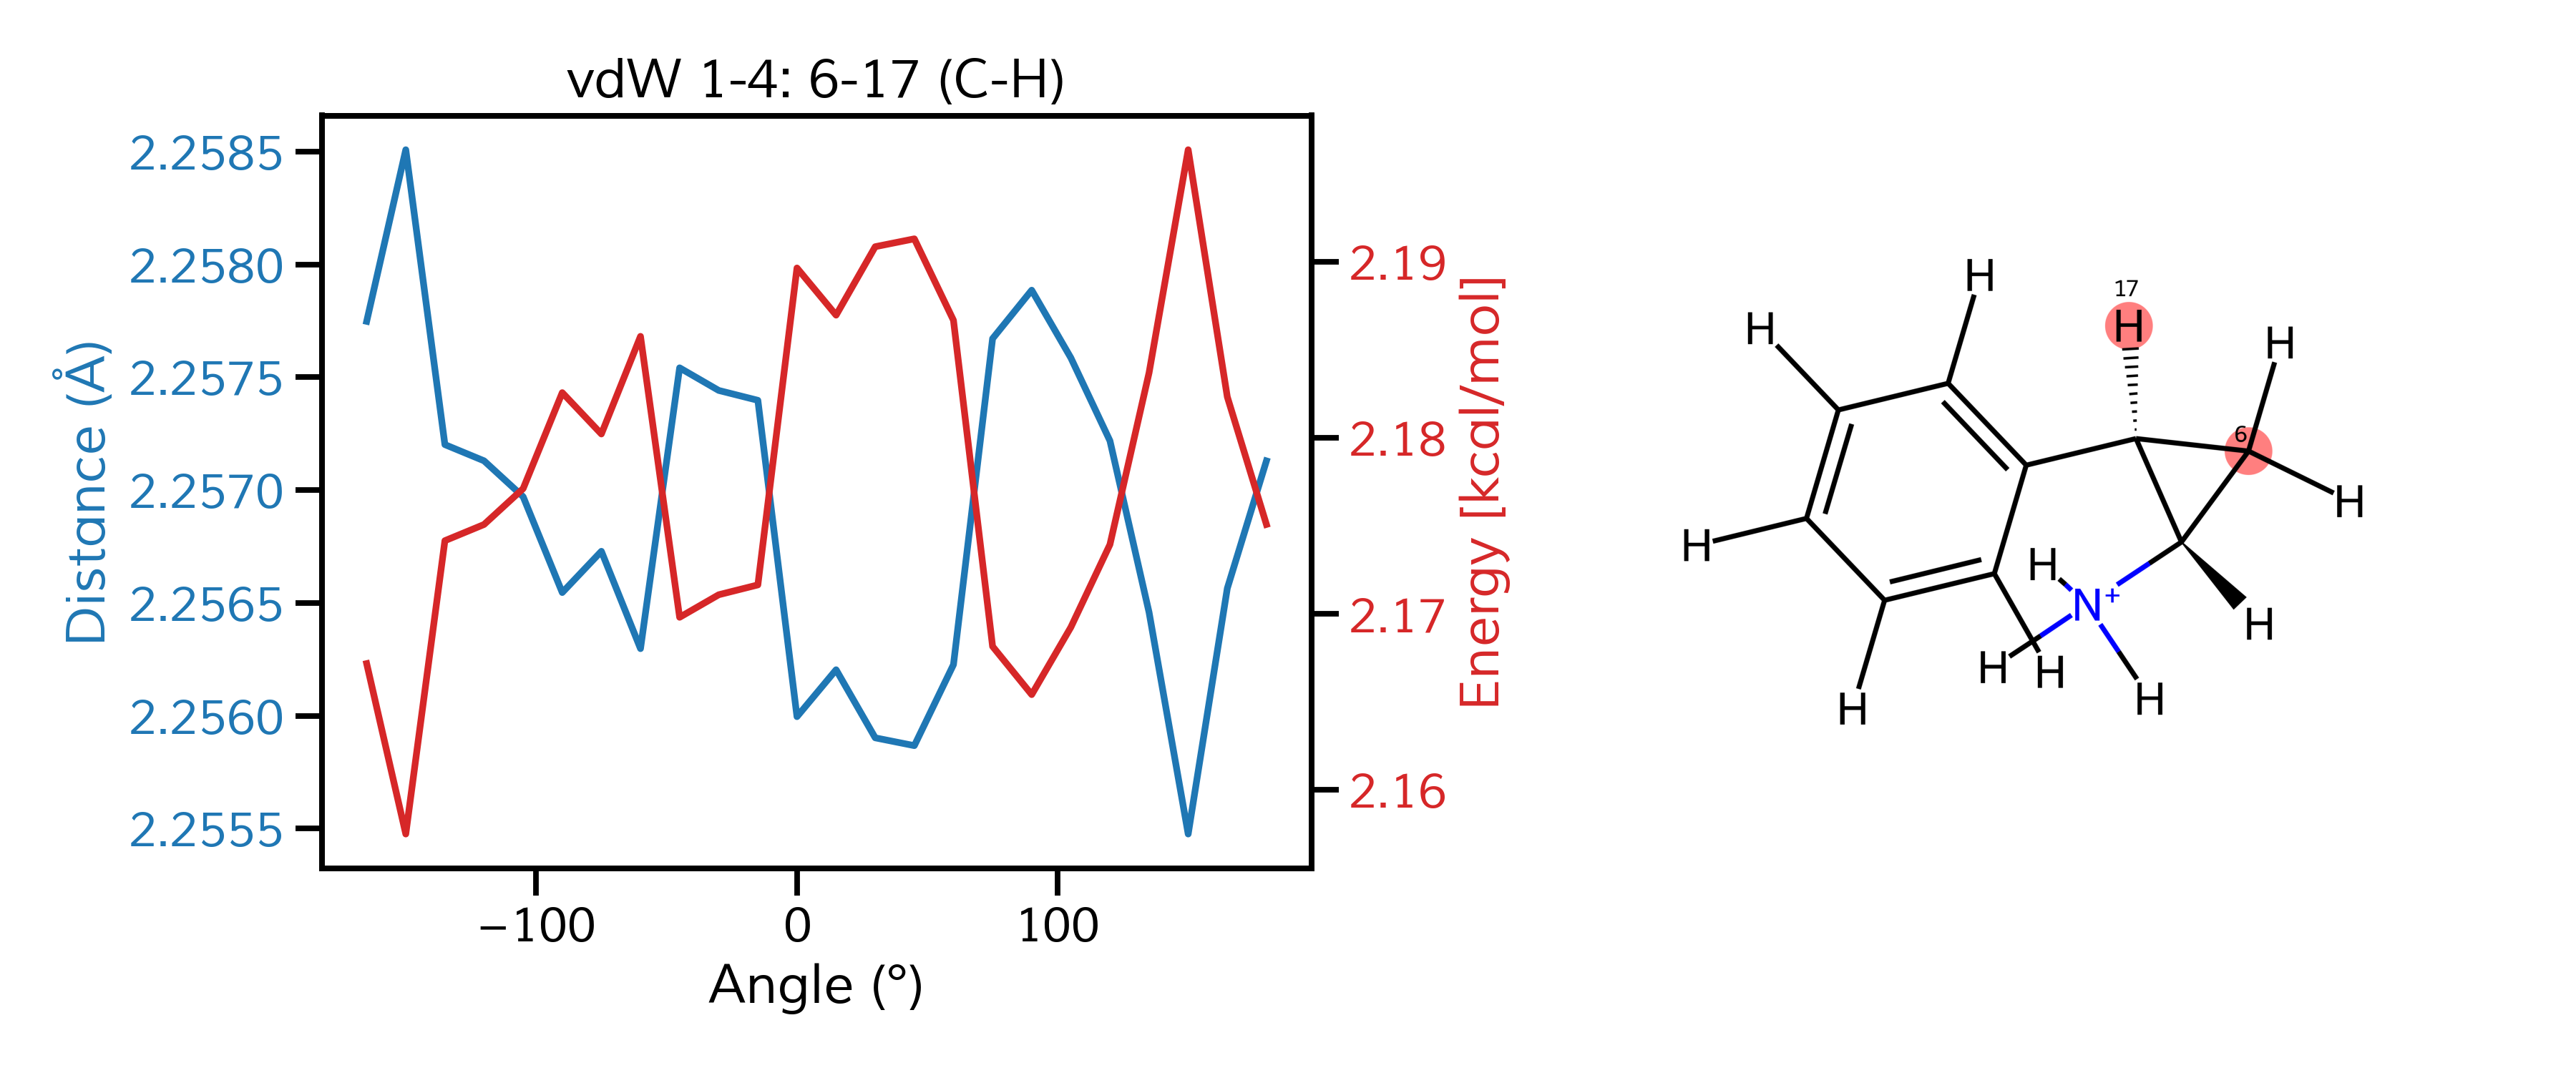 vdW 1-4: 6-17 (C-H)
Distance (Å)
2.2585
2.2580
2.2575
2.2570
2.2565
2.2560
2.2555
−100
0
100
Angle (°)
2.19
2.18
2.17
2.16
Energy [kcal/mol]
H
17
H
H
H
6
H
H
H
N+
H
H
H
H
H